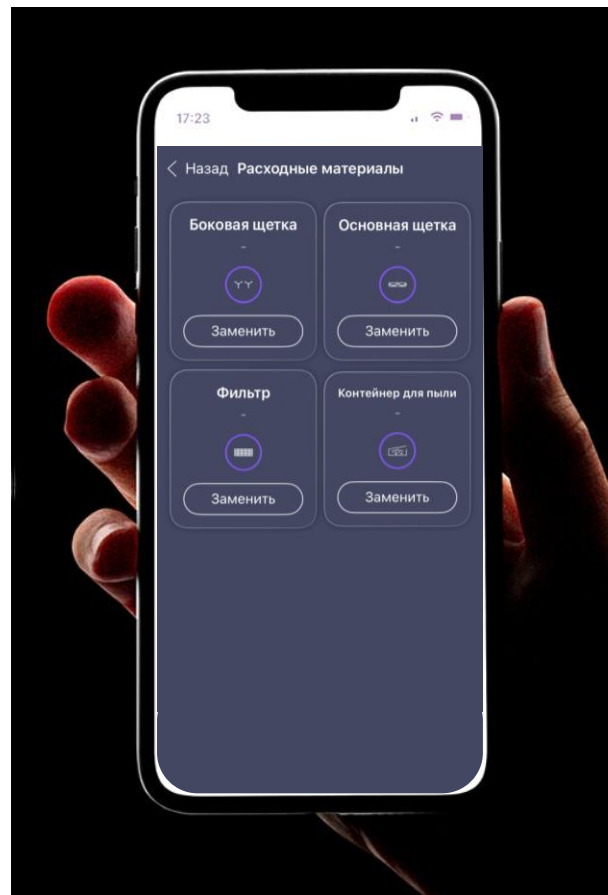 17:23
Назад Расходные материалы
Боковая щетка
-
Заменить
Основная щетка
-
Заменить
Фильтр
-
Заменить
Контейнер для пыли
-
Заменить